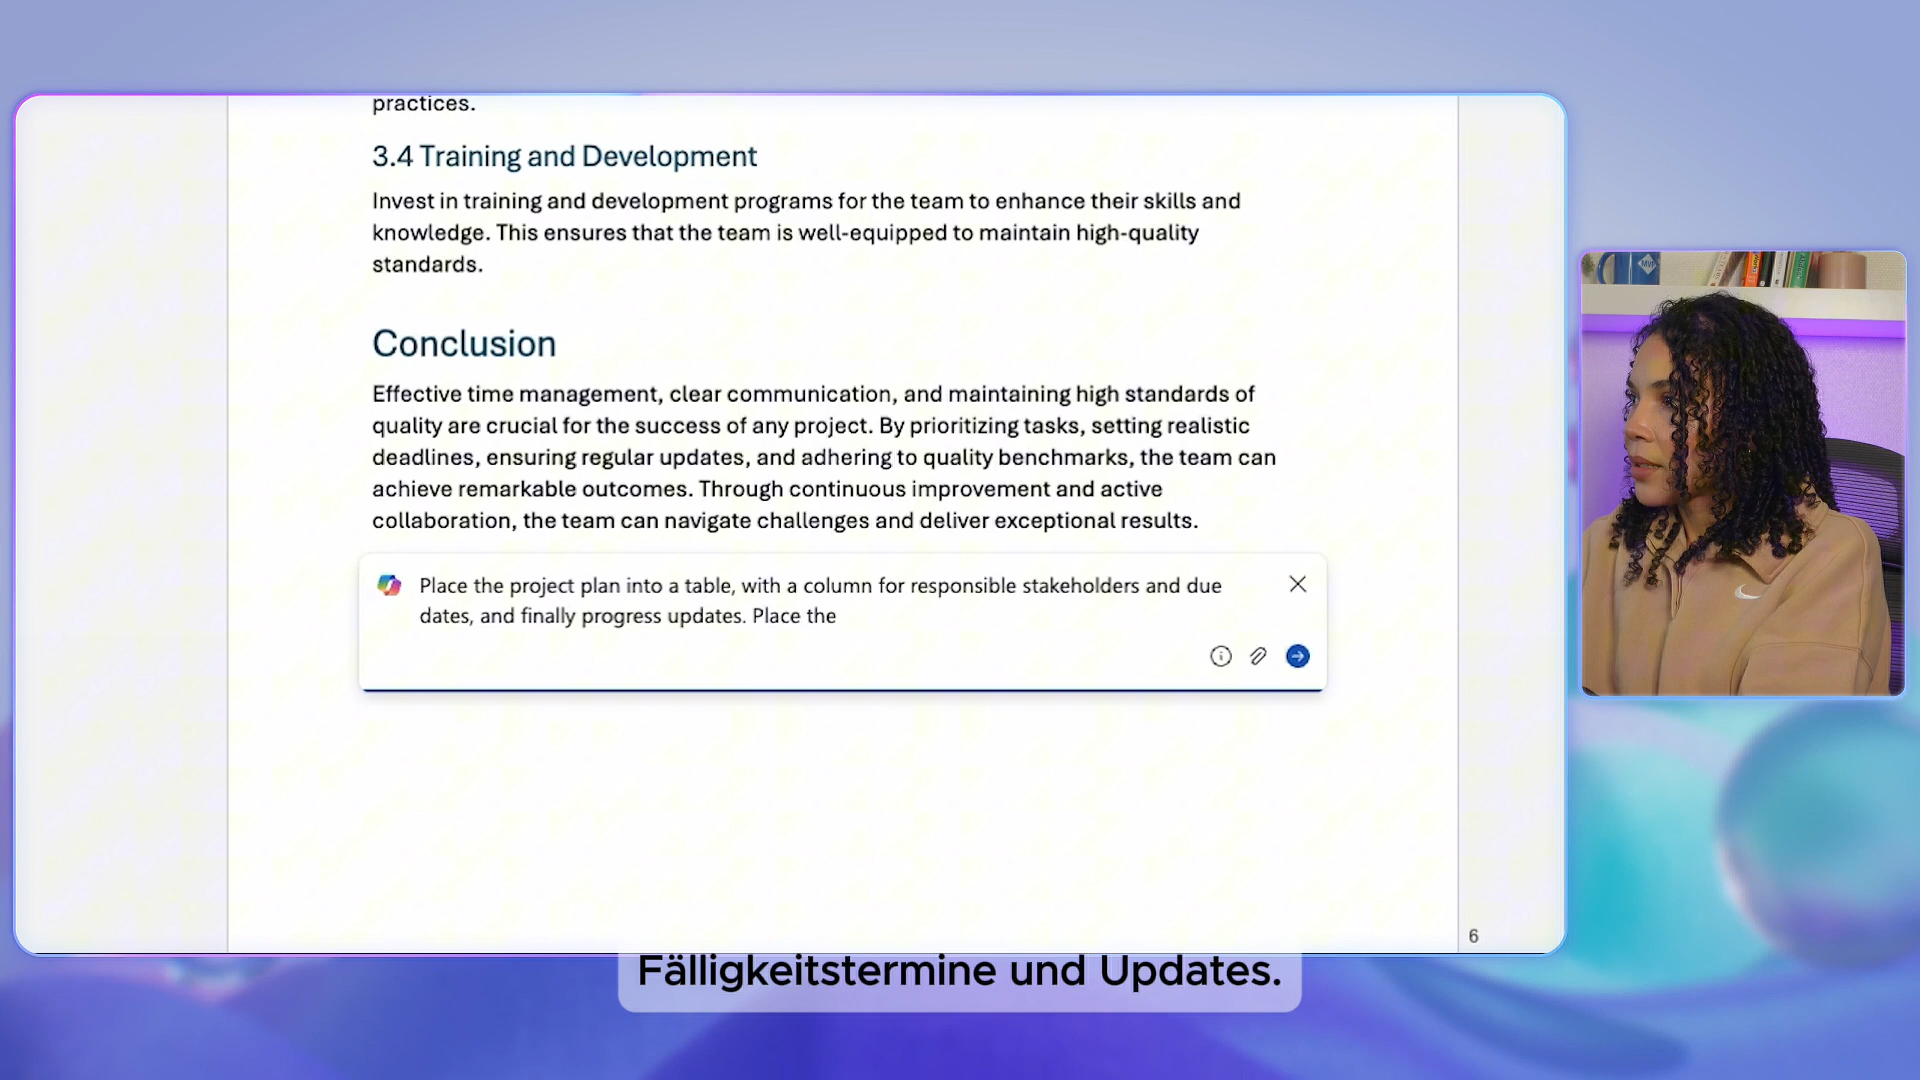 practices.
3.4 Training and Development
Invest in training and development programs for the team to enhance their skills and
knowledge. This ensures that the team is well-equipped to maintain high-quality
standards.
Conclusion
Effective time management, clear communication, and maintaining high standards of
quality are crucial for the success of any project. By prioritizing tasks, setting realistic
deadlines, ensuring regular updates, and adhering to quality benchmarks, the team can
achieve remarkable outcomes. Through continuous improvement and active
collaboration, the team can navigate challenges and deliver exceptional results.
Place the project plan into a table, with a column for responsible stakeholders and due
dates, and finally progress updates. Place the
6
MVP
Fälligkeitstermine und Updates.